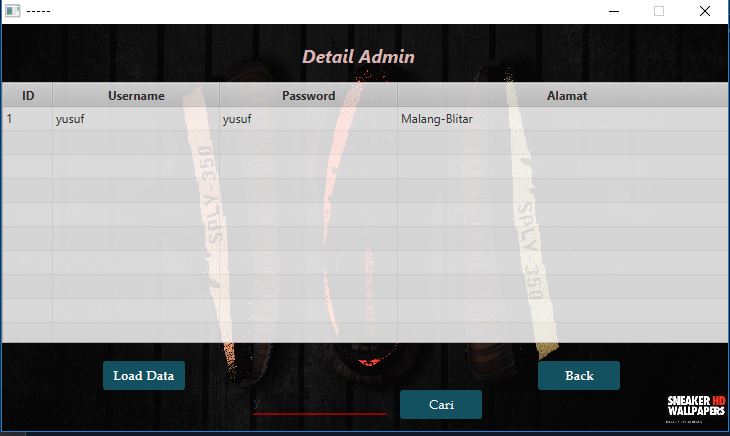 -----
Detail Admin
ID Username Password Alamat
1 yusuf yusuf Malang-Blitar
SPLY-350
SPLY-350
Load Data
Back
y
Cari
SNEAKER HD
WALLPAPERS